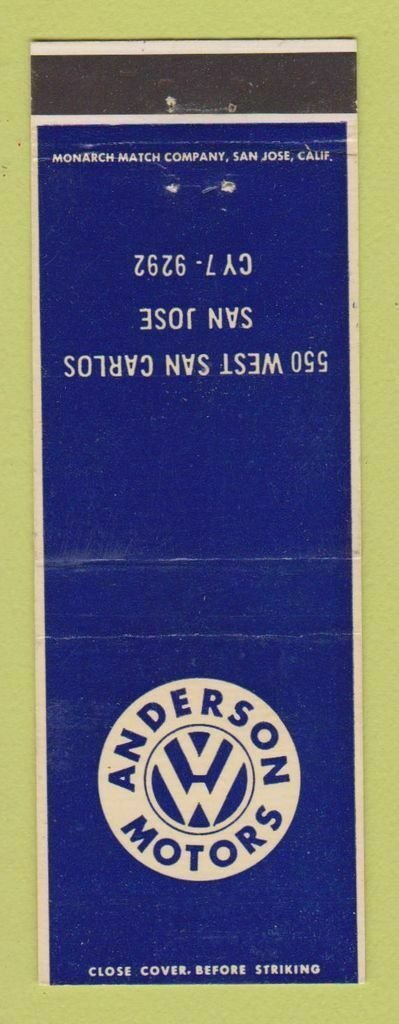 MONARCH MATCH COMPANY, SAN JOSE, CALIF.
550 WEST SAN CARLOS
SAN JOSE
CY 7 - 9292
ANDERSON
VW
MOTORS
CLOSE COVER, BEFORE STRIKING